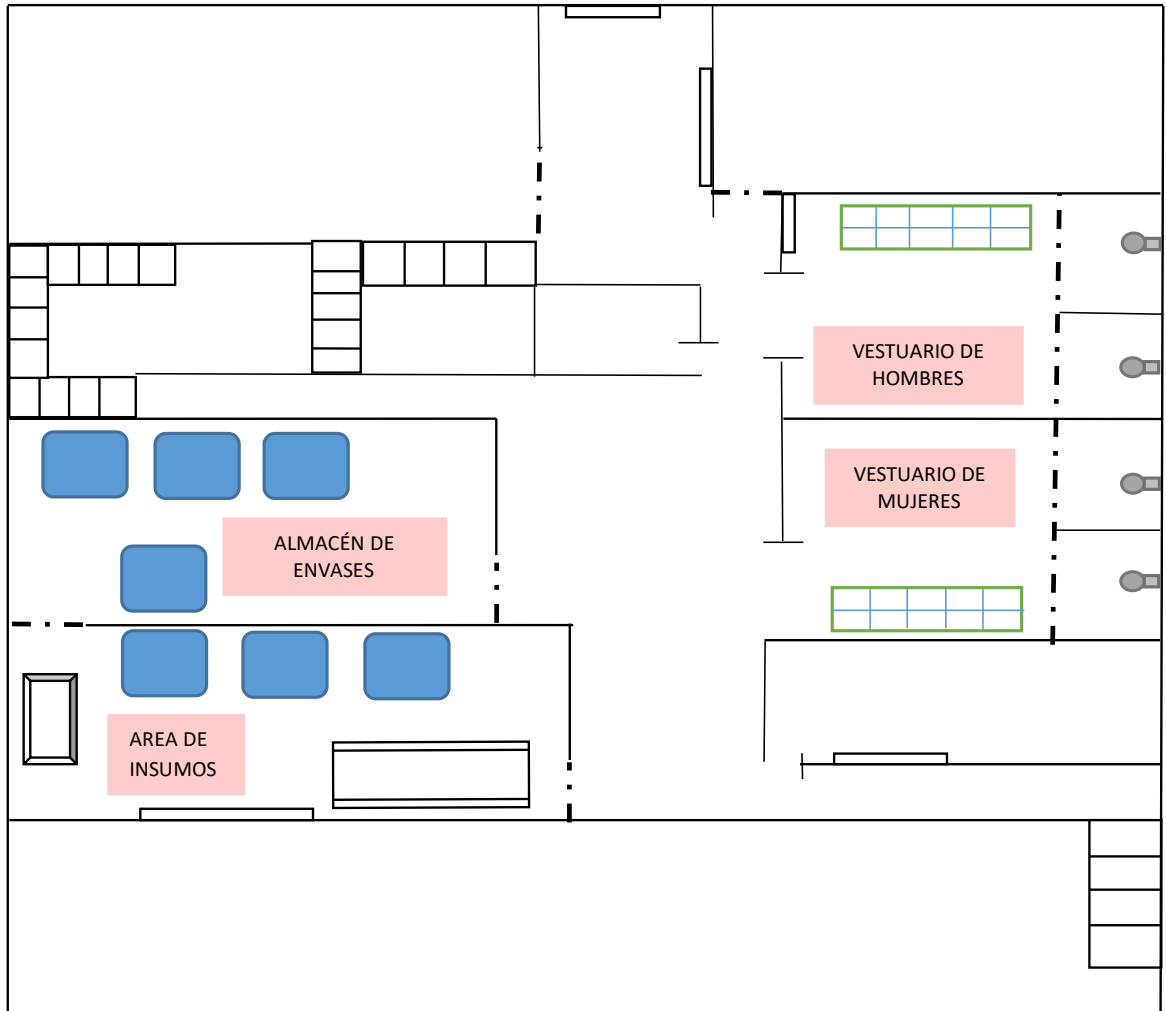 VESTUARIO DE
HOMBRES
VESTUARIO DE
MUJERES
ALMACÉN DE
ENVASES
AREA DE
INSUMOS